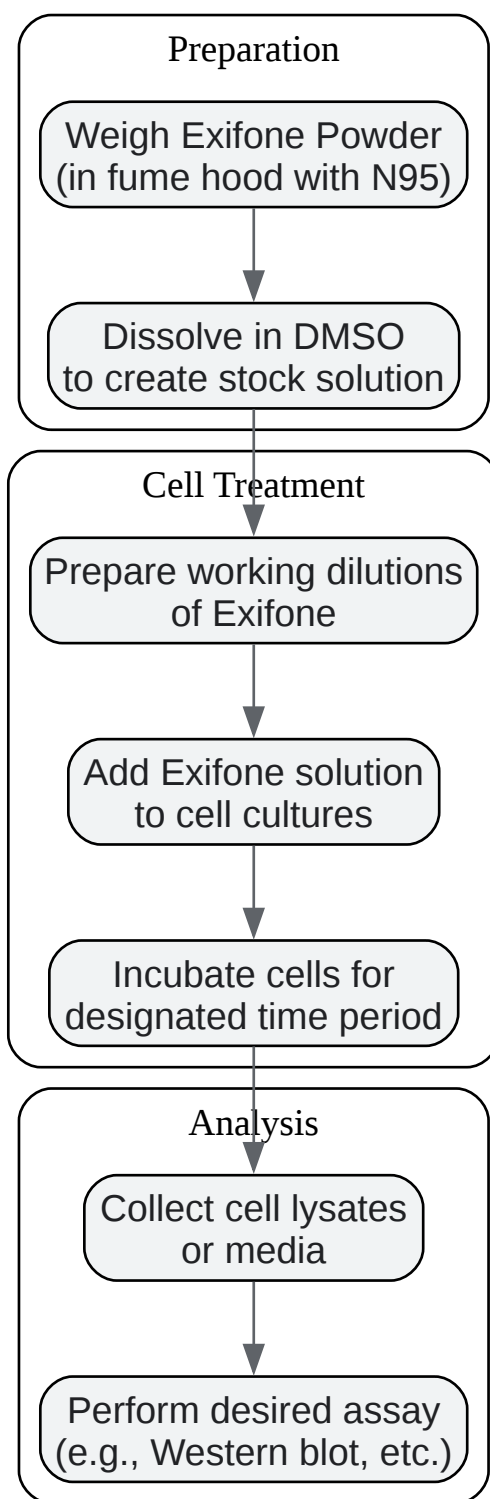 Preparation
Weigh Exifone Powder
(in fume hood with N95)
Dissolve in DMSO
to create stock solution
Cell Treatment
Prepare working dilutions
of Exifone
Add Exifone solution
to cell cultures
Incubate cells for
designated time period
Analysis
Collect cell lysates
or media
Perform desired assay
(e.g., Western blot, etc.)